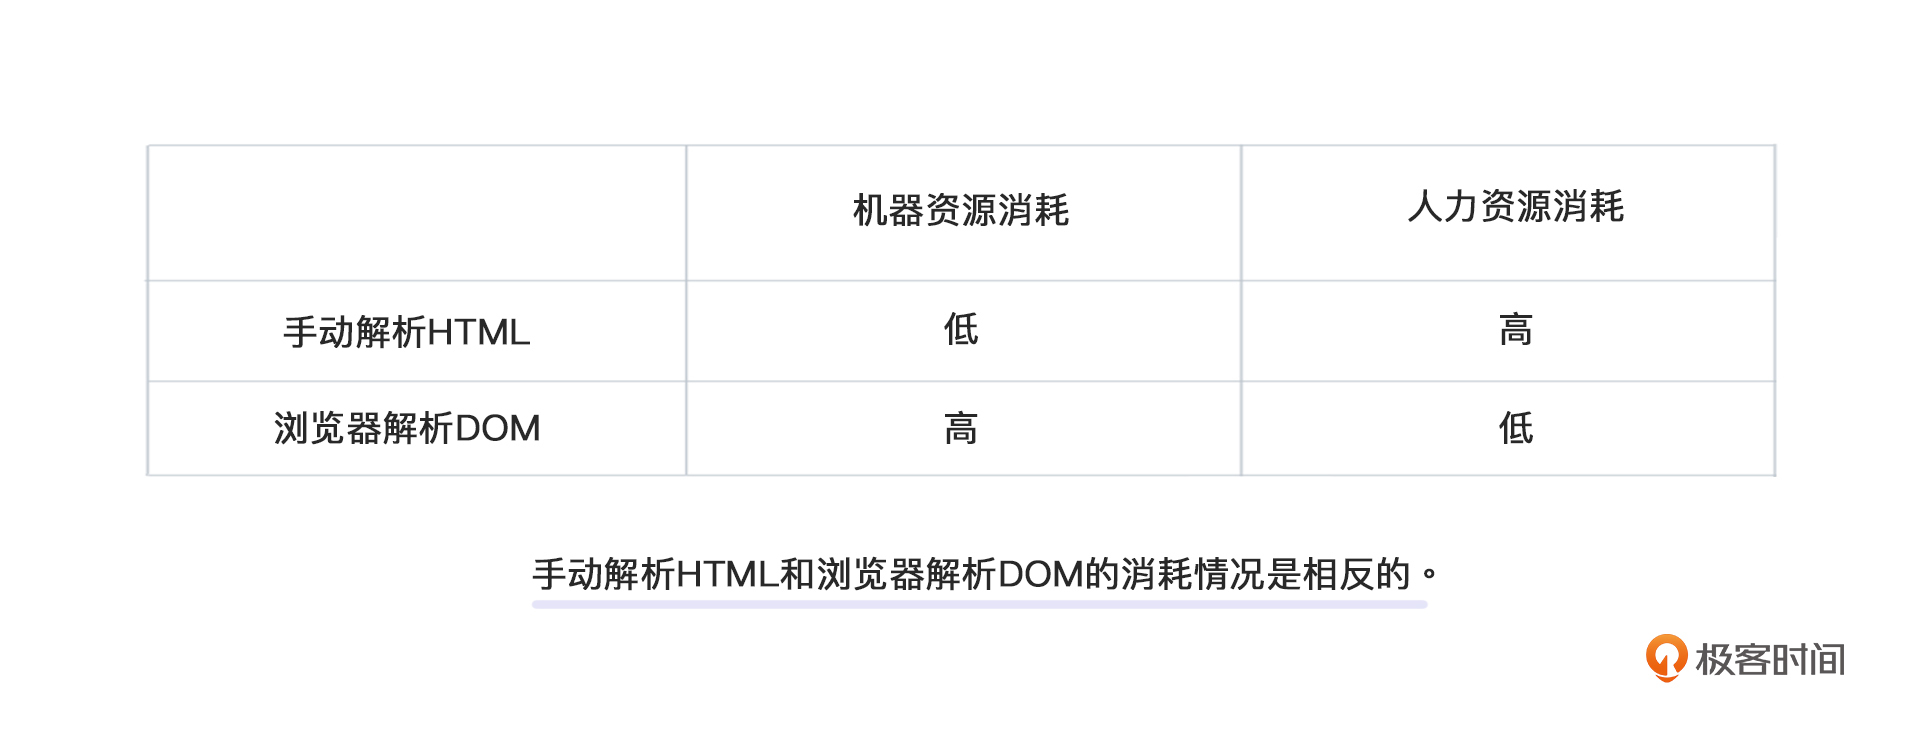 机器资源消耗 人力资源消耗
手动解析HTML 低 高
浏览器解析DOM 高 低
手动解析HTML和浏览器解析DOM的消耗情况是相反的。
极客时间